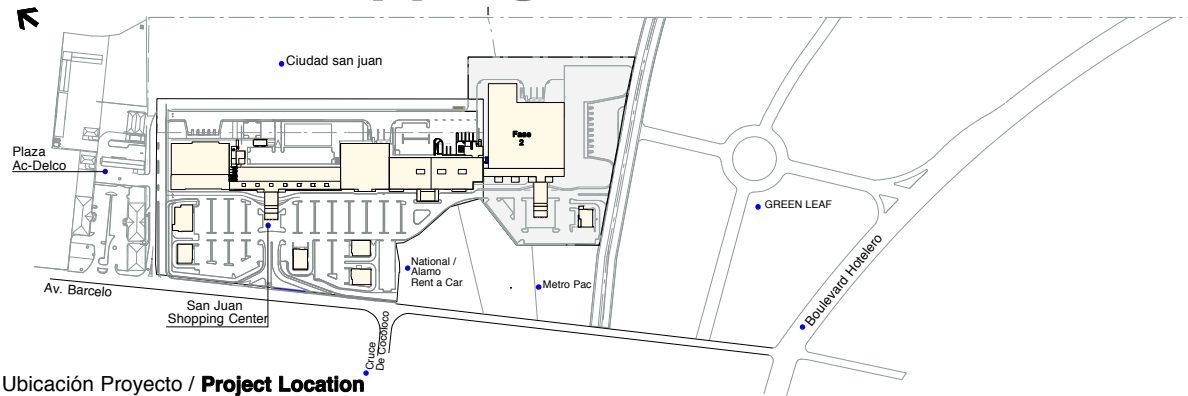 Ciudad san juan
Fase
2
Plaza
Ac-Delco
GREEN LEAF
National /
Alamo
Rent a Car
Metro Pac
Boulevard Hotelero
Av. Barcelo
San Juan
Shopping Center
Cruce
De Cocoloco
Ubicación Proyecto / Project Location